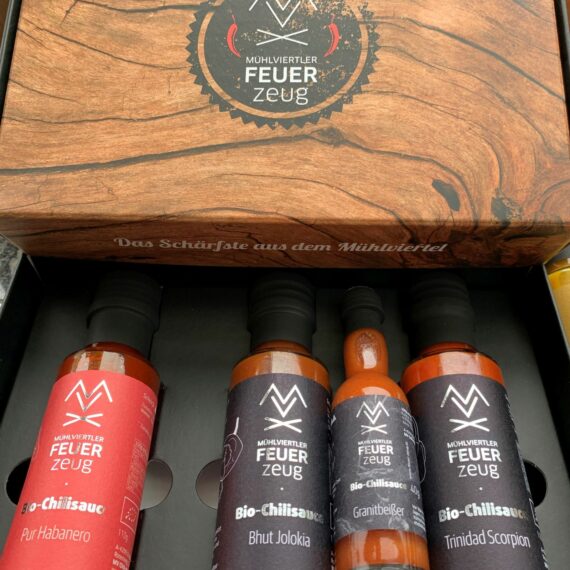 MÜHLVIERTLER
FEUER
zeug
Das Schärfste aus dem Mühlviertel
MÜHLVIERTLER
FEUER
zeug
Bio-Chilisauce
Pur Habanero
MÜHLVIERTLER
FEUER
zeug
Bio-Chilisauce
Bhut Jolokia
MÜHLVIERTLER
FEUER
zeug
Bio-Chilisauce
40g
Granitbeißer
MÜHLVIERTLER
FEUER
zeug
Bio-Chilisauce
Trinidad Scorpion